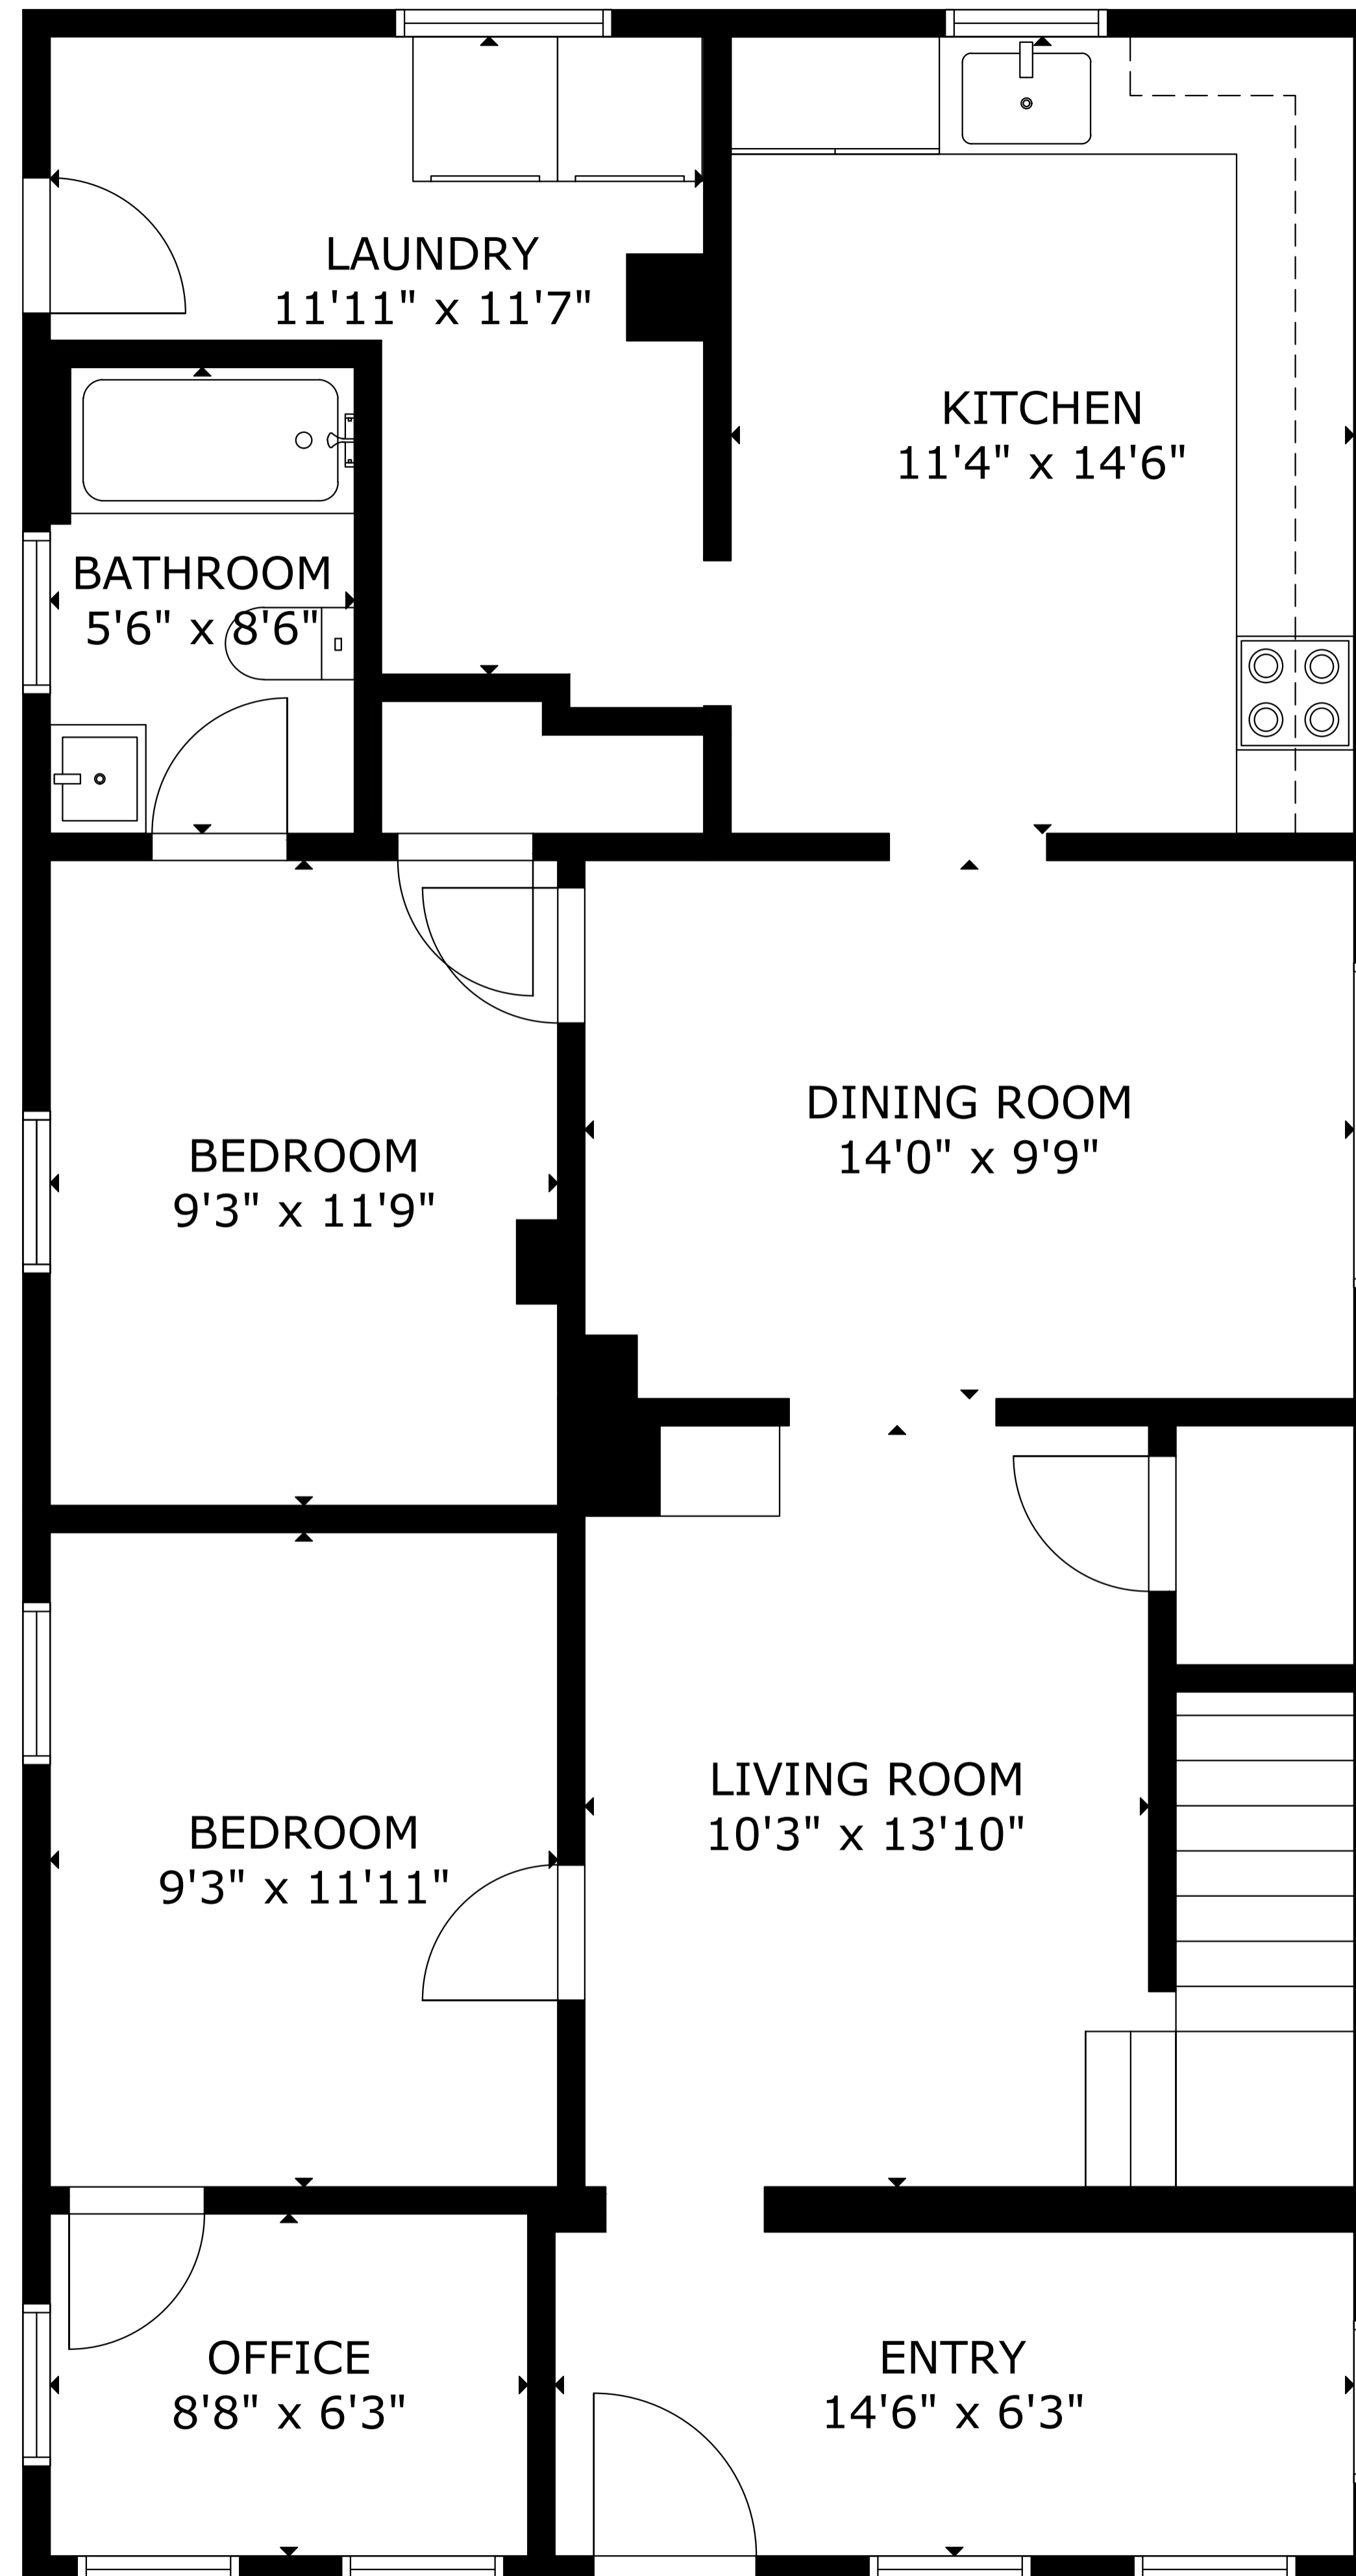 LAUNDRY
11'11" x 11'7"
KITCHEN
11'4" x 14'6"
BATHROOM
5'6" x 8'6"
DINING ROOM
14'0" x 9'9"
BEDROOM
9'3" x 11'9"
LIVING ROOM
10'3" x 13'10"
BEDROOM
9'3" x 11'11"
OFFICE
8'8" x 6'3"
ENTRY
14'6" x 6'3"